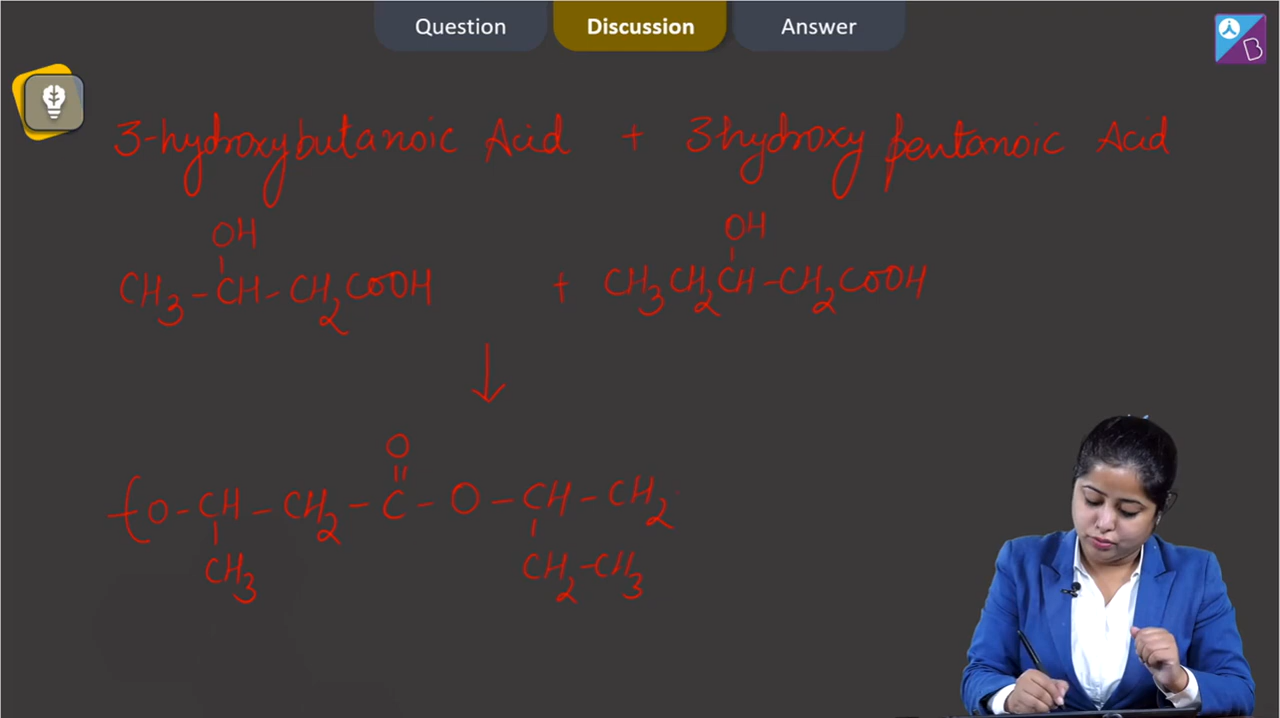 Question Discussion Answer
B
3-hydroxybutanoic Acid + 3hydroxy pentanoic Acid
OH OH
CH3-CH-CH2COOH + CH3CH2CH-CH2COOH
↓
O
(O-CH-CH2-C-O-CH-CH2
CH3 CH2-CH3